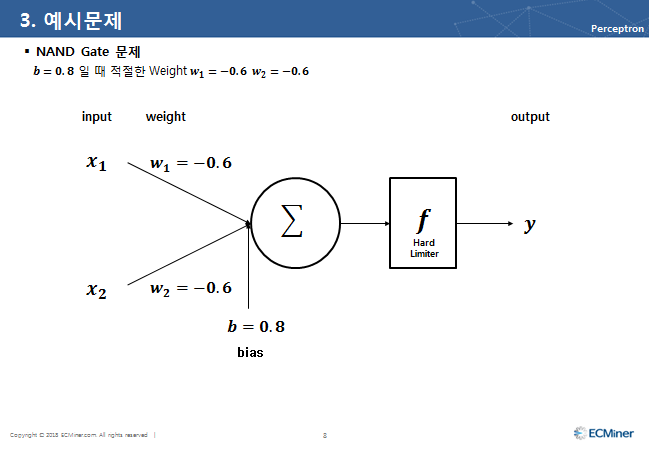 3. 예시문제
Perceptron
▪ NAND Gate 문제
b = 0.8 일 때 적절한 Weight w₁ = −0.6 w₂ = −0.6
input weight output
x₁ w₁ = −0.6
∑ f y
Hard
Limiter
x₂ w₂ = −0.6
b = 0.8
bias
Copyright © 2018 ECMiner.com. All rights reserved |
8
ECMiner